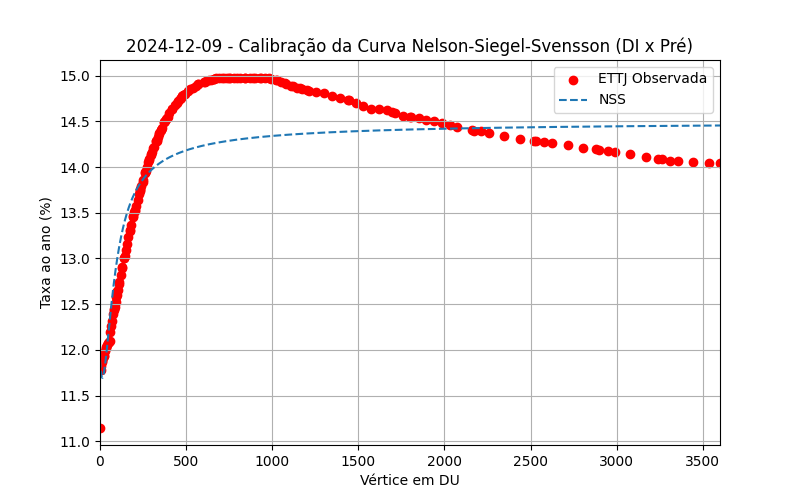 2024-12-09 - Calibração da Curva Nelson-Siegel-Svensson (DI x Pré)
ETTJ Observada
NSS
15.0
14.5
14.0
13.5
13.0
12.5
12.0
11.5
11.0
Taxa ao ano (%)
0 500 1000 1500 2000 2500 3000 3500
Vértice em DU